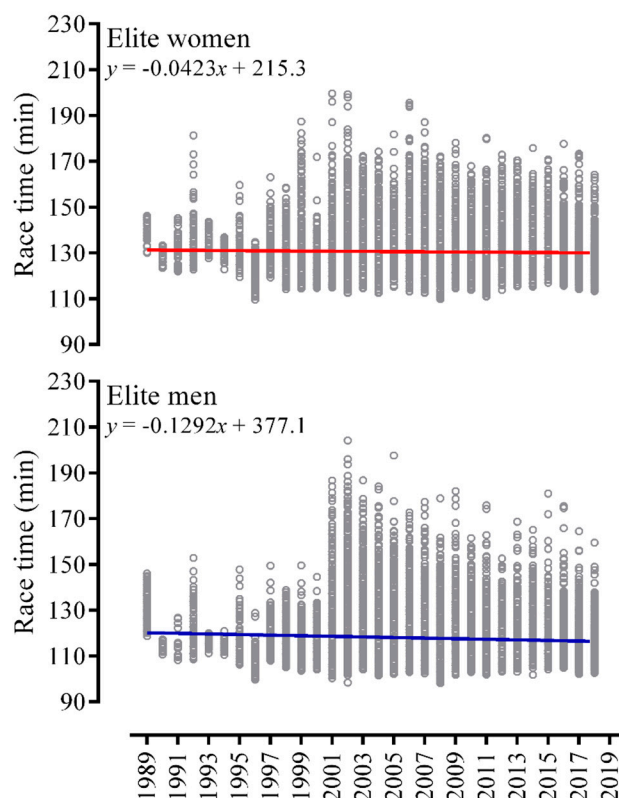 230
Elite women
y = -0.0423x + 215.3
210
190
170
150
130
110
90
Race time (min)
230
Elite men
y = -0.1292x + 377.1
210
190
170
150
130
110
90
Race time (min)
1989 1991 1993 1995 1997 1999 2001 2003 2005 2007 2009 2011 2013 2015 2017 2019